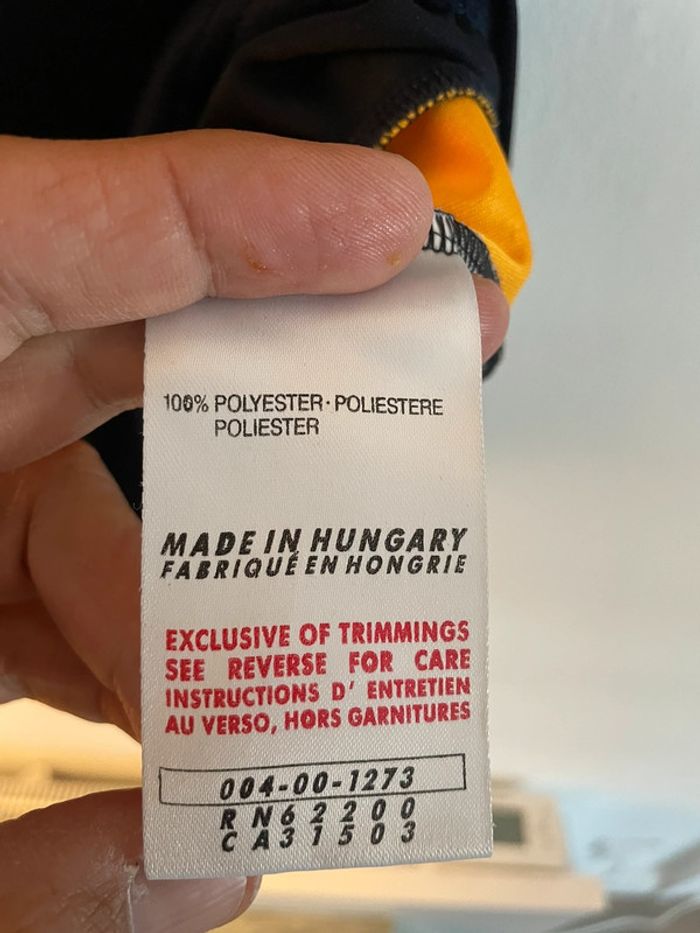 100% POLYESTER·POLIESTERE
POLIESTER
MADE IN HUNGARY
FABRIQUÉ EN HONGRIE
EXCLUSIVE OF TRIMMINGS
SEE REVERSE FOR CARE
INSTRUCTIONS D' ENTRETIEN
AU VERSO, HORS GARNITURES
004-00-1273
RN62200
CA31503